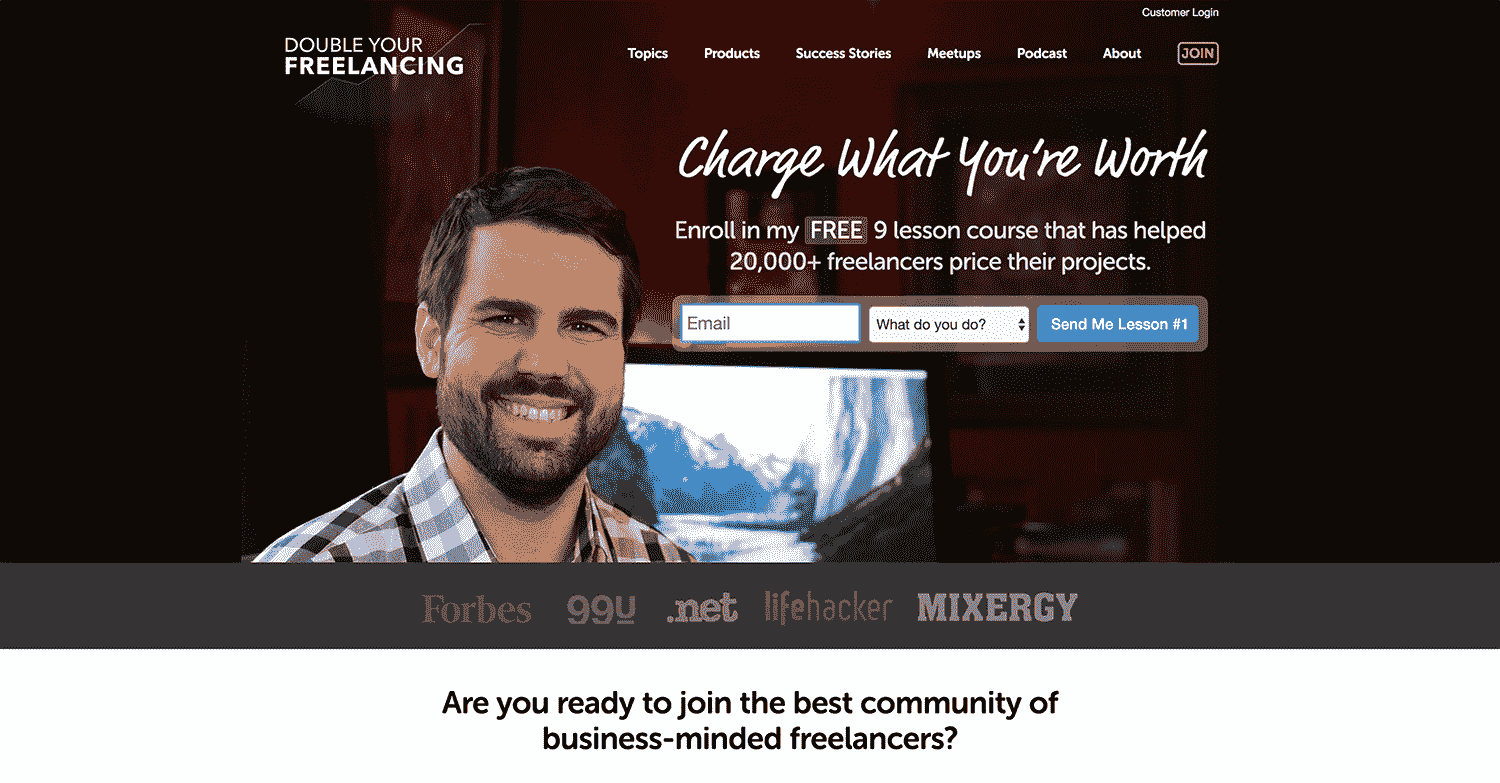 Customer Login
DOUBLE YOUR
FREELANCING
Topics Products Success Stories Meetups Podcast About JOIN
Charge What You're Worth
Enroll in my FREE 9 lesson course that has helped
20,000+ freelancers price their projects.
Email What do you do? Send Me Lesson #1
Forbes 99U .net lifehacker MIXERGY
Are you ready to join the best community of
business-minded freelancers?